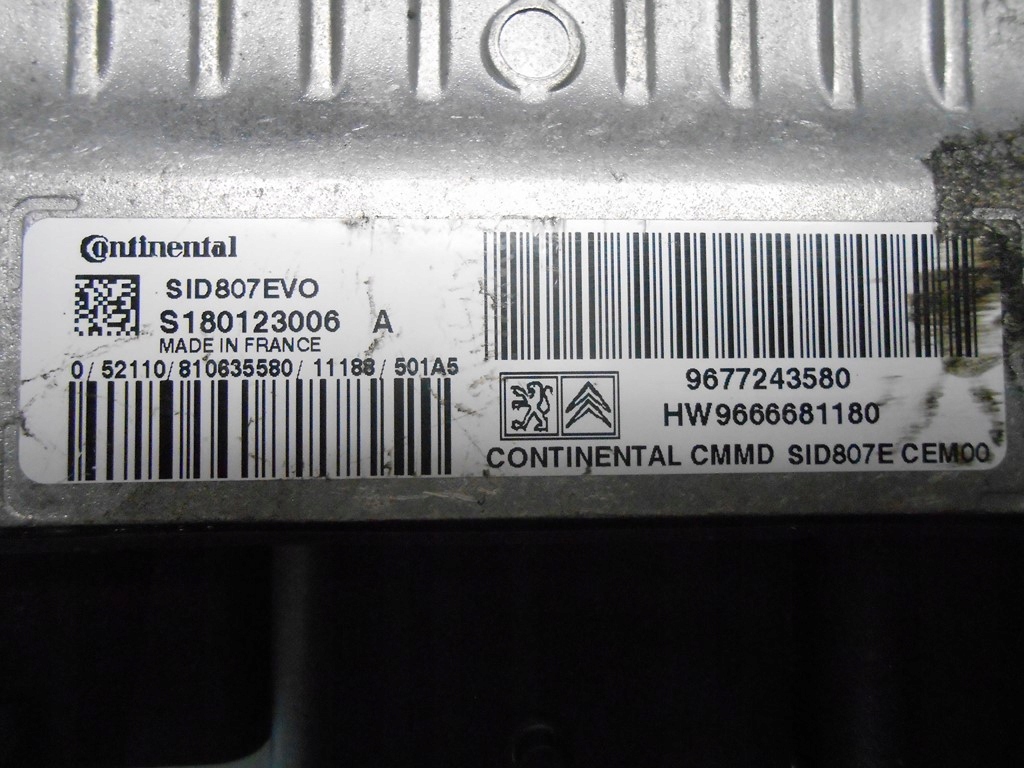 Continental
SID807EVO
S180123006 A
MADE IN FRANCE
0/52110/810635580/11188/501A5
9677243580
HW9666681180
CONTINENTAL CMMD SID807E CEM00